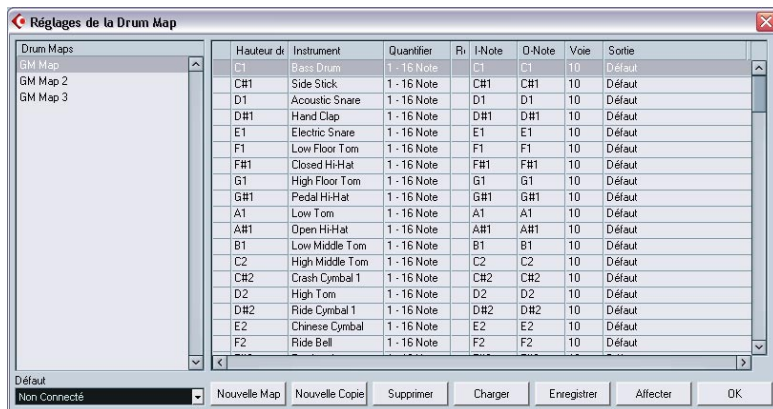 Réglages de la Drum Map
Drum Maps
GM Map
GM Map 2
GM Map 3
Hauteur de Instrument Quantifier I-Note O-Note Voie Sortie
C1 Bass Drum 1 - 16 Note C1 C1 10 Défaut
C#1 Side Stick 1 - 16 Note C#1 C#1 10 Défaut
D1 Acoustic Snare 1 - 16 Note D1 D1 10 Défaut
D#1 Hand Clap 1 - 16 Note D#1 D#1 10 Défaut
E1 Electric Snare 1 - 16 Note E1 E1 10 Défaut
F1 Low Floor Tom 1 - 16 Note F1 F1 10 Défaut
F#1 Closed Hi-Hat 1 - 16 Note F#1 F#1 10 Défaut
G1 High Floor Tom 1 - 16 Note G1 G1 10 Défaut
G#1 Pedal Hi-Hat 1 - 16 Note G#1 G#1 10 Défaut
A1 Low Tom 1 - 16 Note A1 A1 10 Défaut
A#1 Open Hi-Hat 1 - 16 Note A#1 A#1 10 Défaut
B1 Low Middle Tom 1 - 16 Note B1 B1 10 Défaut
C2 High Middle Tom 1 - 16 Note C2 C2 10 Défaut
C#2 Crash Cymbal 1 1 - 16 Note C#2 C#2 10 Défaut
D2 High Tom 1 - 16 Note D2 D2 10 Défaut
D#2 Ride Cymbal 1 1 - 16 Note D#2 D#2 10 Défaut
E2 Chinese Cymbal 1 - 16 Note E2 E2 10 Défaut
F2 Ride Bell 1 - 16 Note F2 F2 10 Défaut
Défaut
Non Connecté
Nouvelle Map Nouvelle Copie Supprimer Charger Enregistrer Affecter OK